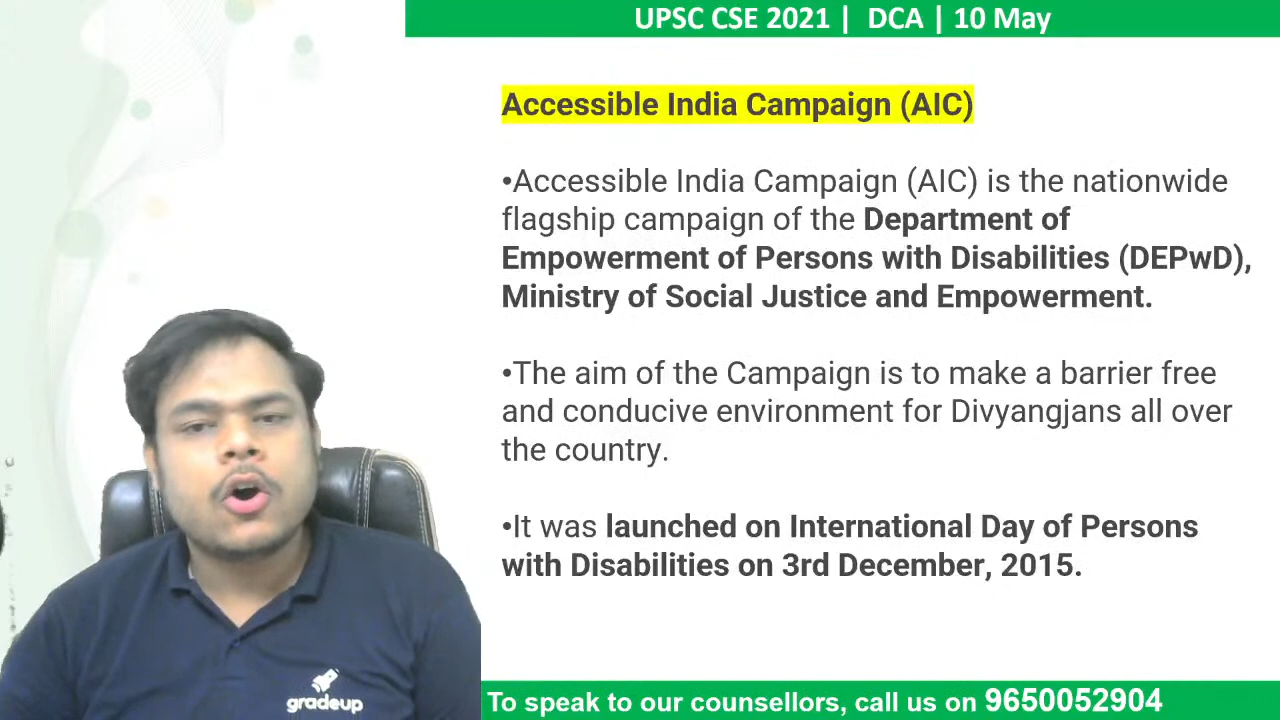 UPSC CSE 2021 | DCA | 10 May
Accessible India Campaign (AIC)
•Accessible India Campaign (AIC) is the nationwide
flagship campaign of the Department of
Empowerment of Persons with Disabilities (DEPwD),
Ministry of Social Justice and Empowerment.
•The aim of the Campaign is to make a barrier free
and conducive environment for Divyangjans all over
the country.
•It was launched on International Day of Persons
with Disabilities on 3rd December, 2015.
gradeup
To speak to our counsellors, call us on 9650052904